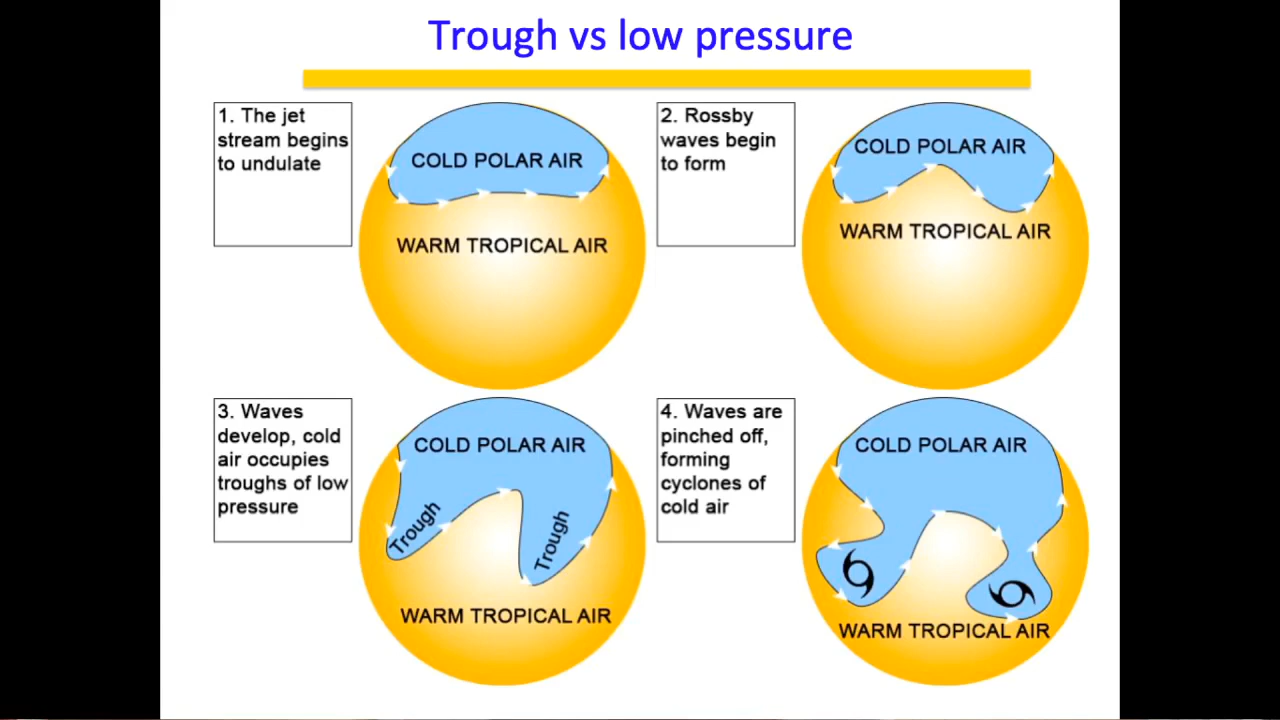 Trough vs low pressure
1. The jet
stream begins
to undulate
COLD POLAR AIR
WARM TROPICAL AIR
2. Rossby
waves begin
to form
COLD POLAR AIR
WARM TROPICAL AIR
3. Waves
develop, cold
air occupies
troughs of low
pressure
COLD POLAR AIR
Trough
Trough
WARM TROPICAL AIR
4. Waves are
pinched off,
forming
cyclones of
cold air
COLD POLAR AIR
WARM TROPICAL AIR